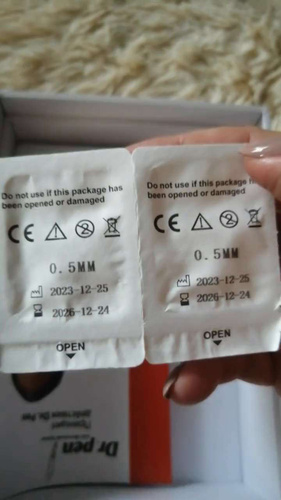 Do not use if this package has
been opened or damaged
CE
0.5MM
2023-12-25
2026-12-24
OPEN
Do not use if this package
been opened or damaged
CE
0.5MM
2023-12-25
2026-12-24
OPEN
Dr pen